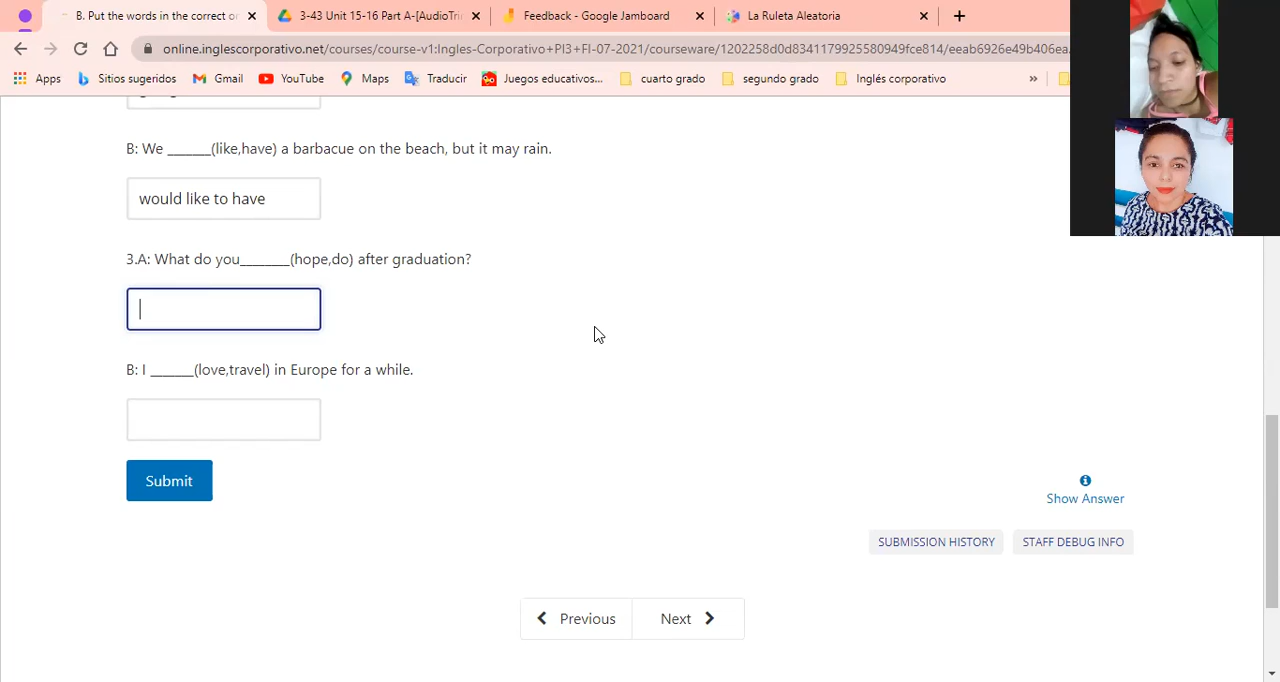 B. Put the words in the correct or
3-43 Unit 15-16 Part A-[AudioTri
Feedback - Google Jamboard
La Ruleta Aleatoria
online.inglescorporativo.net/courses/course-v1:Ingles-Corporativo+PI3+FI-07-2021/courseware/1202258d0d8341179925580949fce814/eeab6926e49b406ea
Apps
Sitios sugeridos
Gmail
YouTube
Maps
Traducir
Juegos educativos...
cuarto grado
segundo grado
Inglés corporativo
»
B: We ______(like,have) a barbacue on the beach, but it may rain.
would like to have
3.A: What do you_______(hope,do) after graduation?
B: I ______(love,travel) in Europe for a while.
Submit
Show Answer
SUBMISSION HISTORY
STAFF DEBUG INFO
Previous
Next